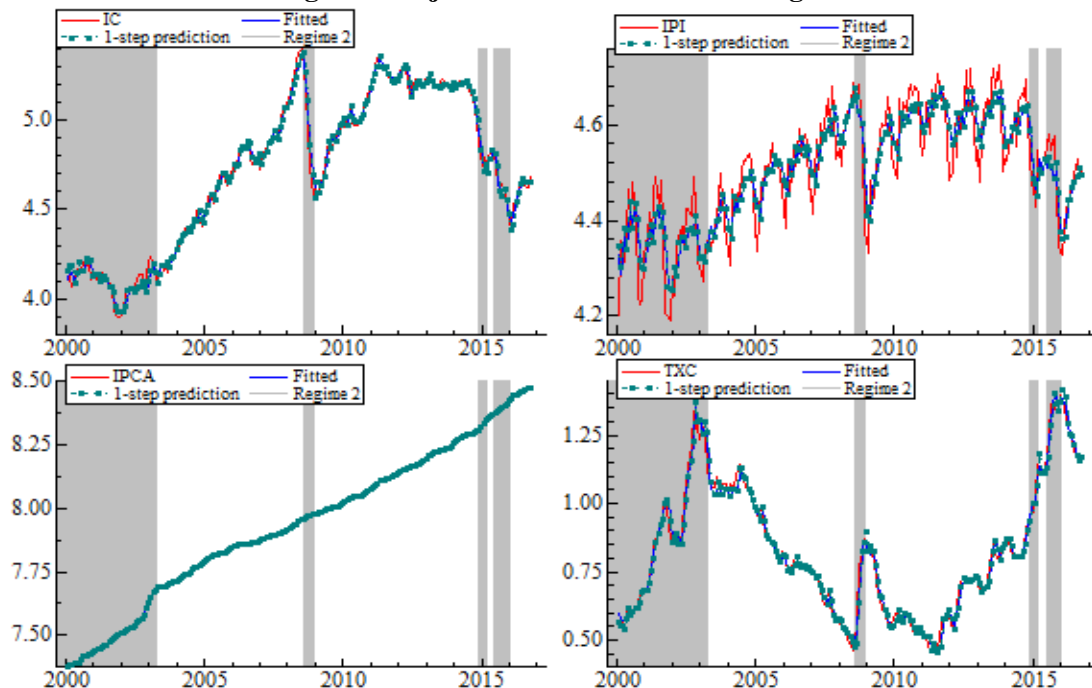 IC Fitted
1-step prediction Regime 2
5.0
4.5
4.0
2000 2005 2010 2015
IPI Fitted
1-step prediction Regime 2
4.6
4.4
4.2
2000 2005 2010 2015
IPCA Fitted
1-step prediction Regime 2
8.50
8.25
8.00
7.75
7.50
2000 2005 2010 2015
TXC Fitted
1-step prediction Regime 2
1.25
1.00
0.75
0.50
2000 2005 2010 2015